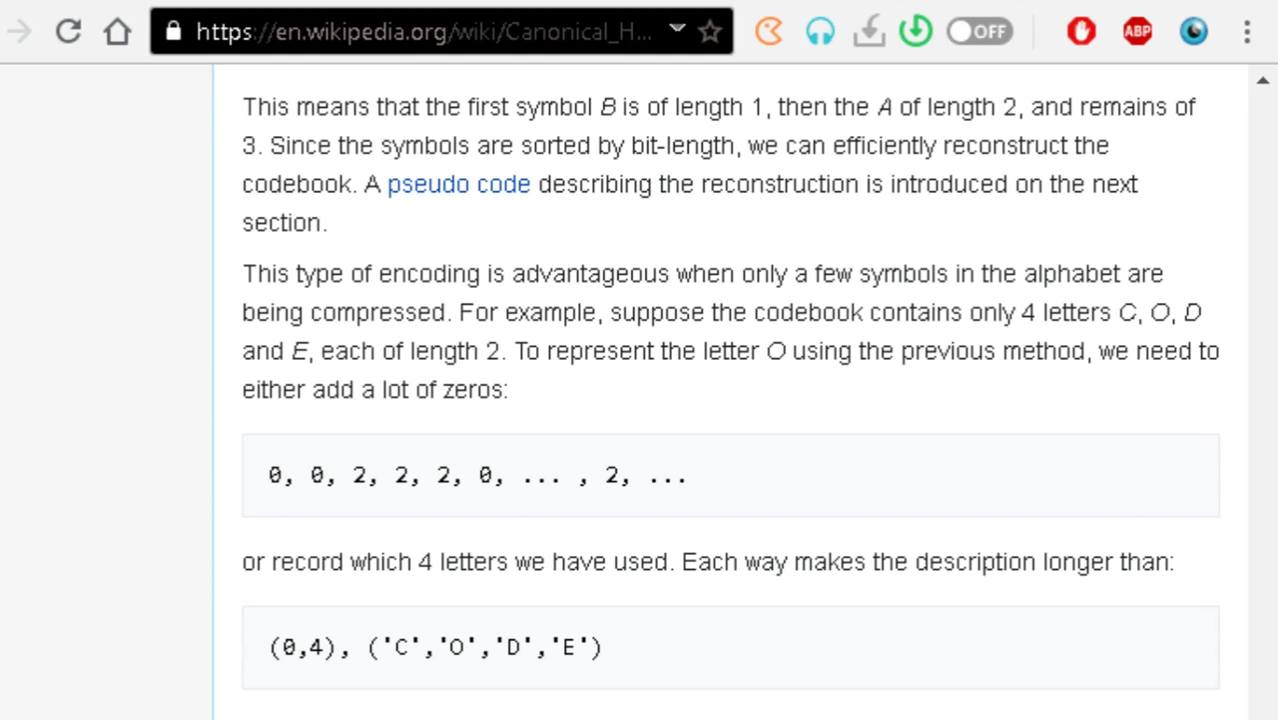 https://en.wikipedia.org/wiki/Canonical_H...
OFF
ABP
This means that the first symbol B is of length 1, then the A of length 2, and remains of
3. Since the symbols are sorted by bit-length, we can efficiently reconstruct the
codebook. A pseudo code describing the reconstruction is introduced on the next
section.
This type of encoding is advantageous when only a few symbols in the alphabet are
being compressed. For example, suppose the codebook contains only 4 letters C, O, D
and E, each of length 2. To represent the letter O using the previous method, we need to
either add a lot of zeros:
0, 0, 2, 2, 2, 0, ... , 2, ...
or record which 4 letters we have used. Each way makes the description longer than:
(0,4), ('C','O','D','E')